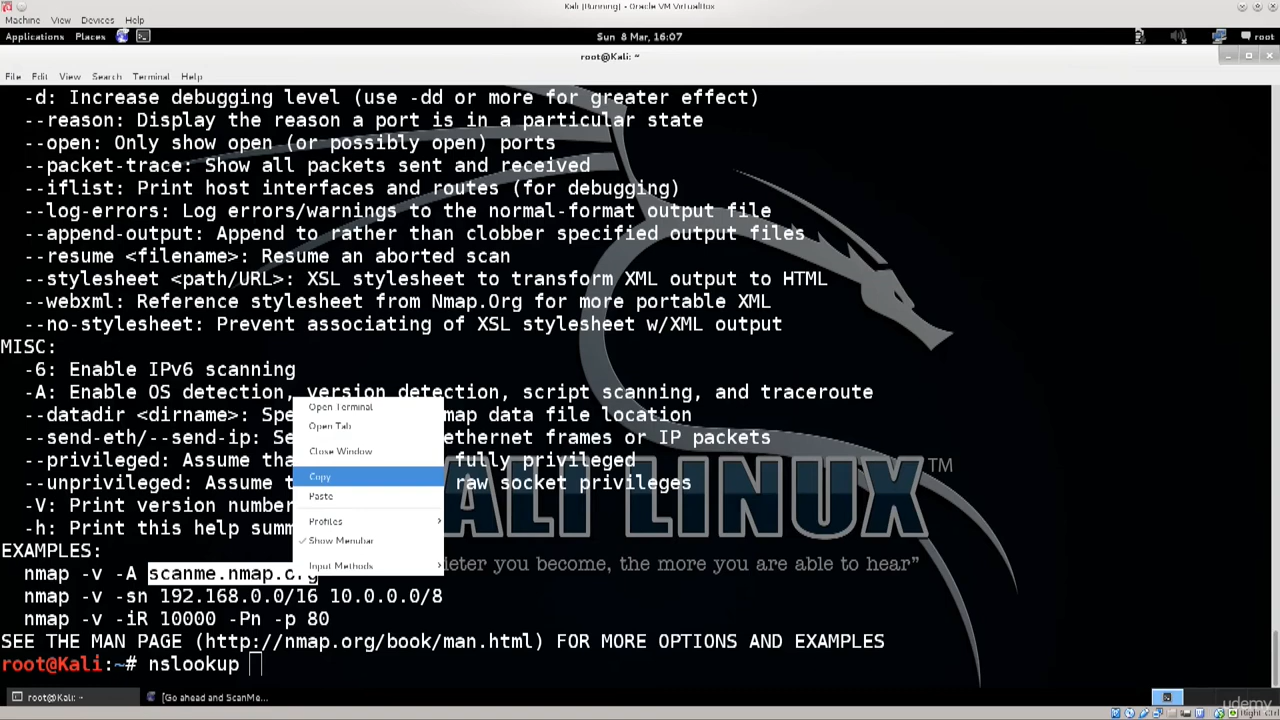 Kali [Running] - Oracle VM VirtualBox
Machine View Devices Help
Applications Places Sun 8 Mar, 16:07 root
root@Kali: ~
File Edit View Search Terminal Help
-d: Increase debugging level (use -dd or more for greater effect)
--reason: Display the reason a port is in a particular state
--open: Only show open (or possibly open) ports
--packet-trace: Show all packets sent and received
--iflist: Print host interfaces and routes (for debugging)
--log-errors: Log errors/warnings to the normal-format output file
--append-output: Append to rather than clobber specified output files
--resume <filename>: Resume an aborted scan
--stylesheet <path/URL>: XSL stylesheet to transform XML output to HTML
--webxml: Reference stylesheet from Nmap.Org for more portable XML
--no-stylesheet: Prevent associating of XSL stylesheet w/XML output
MISC:
-6: Enable IPv6 scanning
-A: Enable OS detection, version detection, script scanning, and traceroute
--datadir <dirname>: Spe map data file location
--send-eth/--send-ip: Se ethernet frames or IP packets
--privileged: Assume tha fully privileged
--unprivileged: Assume t raw socket privileges
-V: Print version number
-h: Print this help summ
EXAMPLES:
nmap -v -A scanme.nmap.org
nmap -v -sn 192.168.0.0/16 10.0.0.0/8
nmap -v -iR 10000 -Pn -p 80
SEE THE MAN PAGE (http://nmap.org/book/man.html) FOR MORE OPTIONS AND EXAMPLES
root@Kali:~# nslookup
Open Terminal
Open Tab
Close Window
Copy
Paste
Profiles
Show Menubar
Input Methods
ALI LINUX™
eter you become, the more you are able to hear”
root@Kali: ~ [Go ahead and ScanMe...
udemy
Right Ctrl